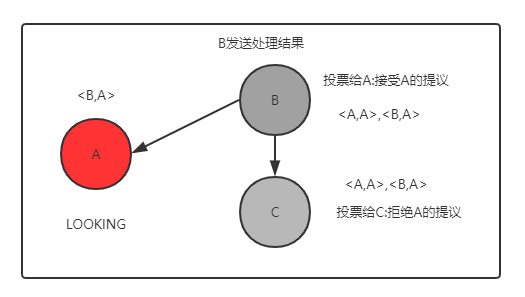 B发送处理结果
投票给A:接受A的提议
<B,A>
B
<A,A>,<B,A>
A
<A,A>,<B,A>
C
投票给C:拒绝A的提议
LOOKING